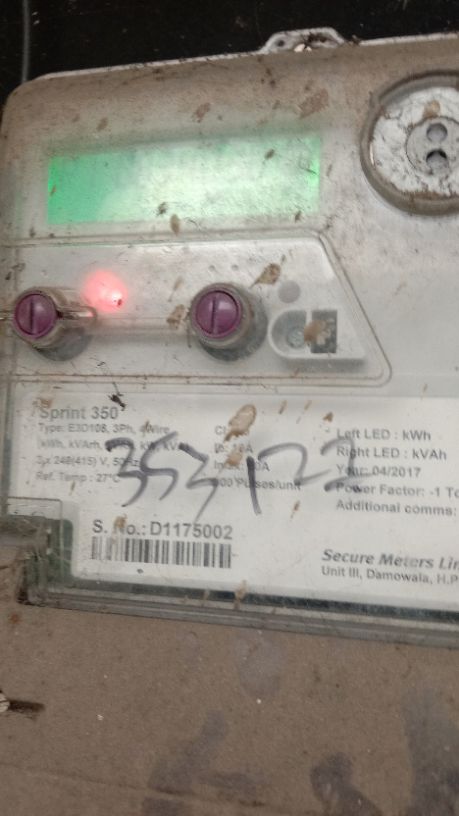 Sprint 350
Type: E3O108, 3Ph, 4Wire
Ref. Temp : 27°C
Left LED : kWh
Right LED : kVAh
Year: 04/2017
Power Factor: -1 To
Additional comms:
353122
S. No.: D1175002
Secure Meters Lim
Unit III, Damowala, H.P